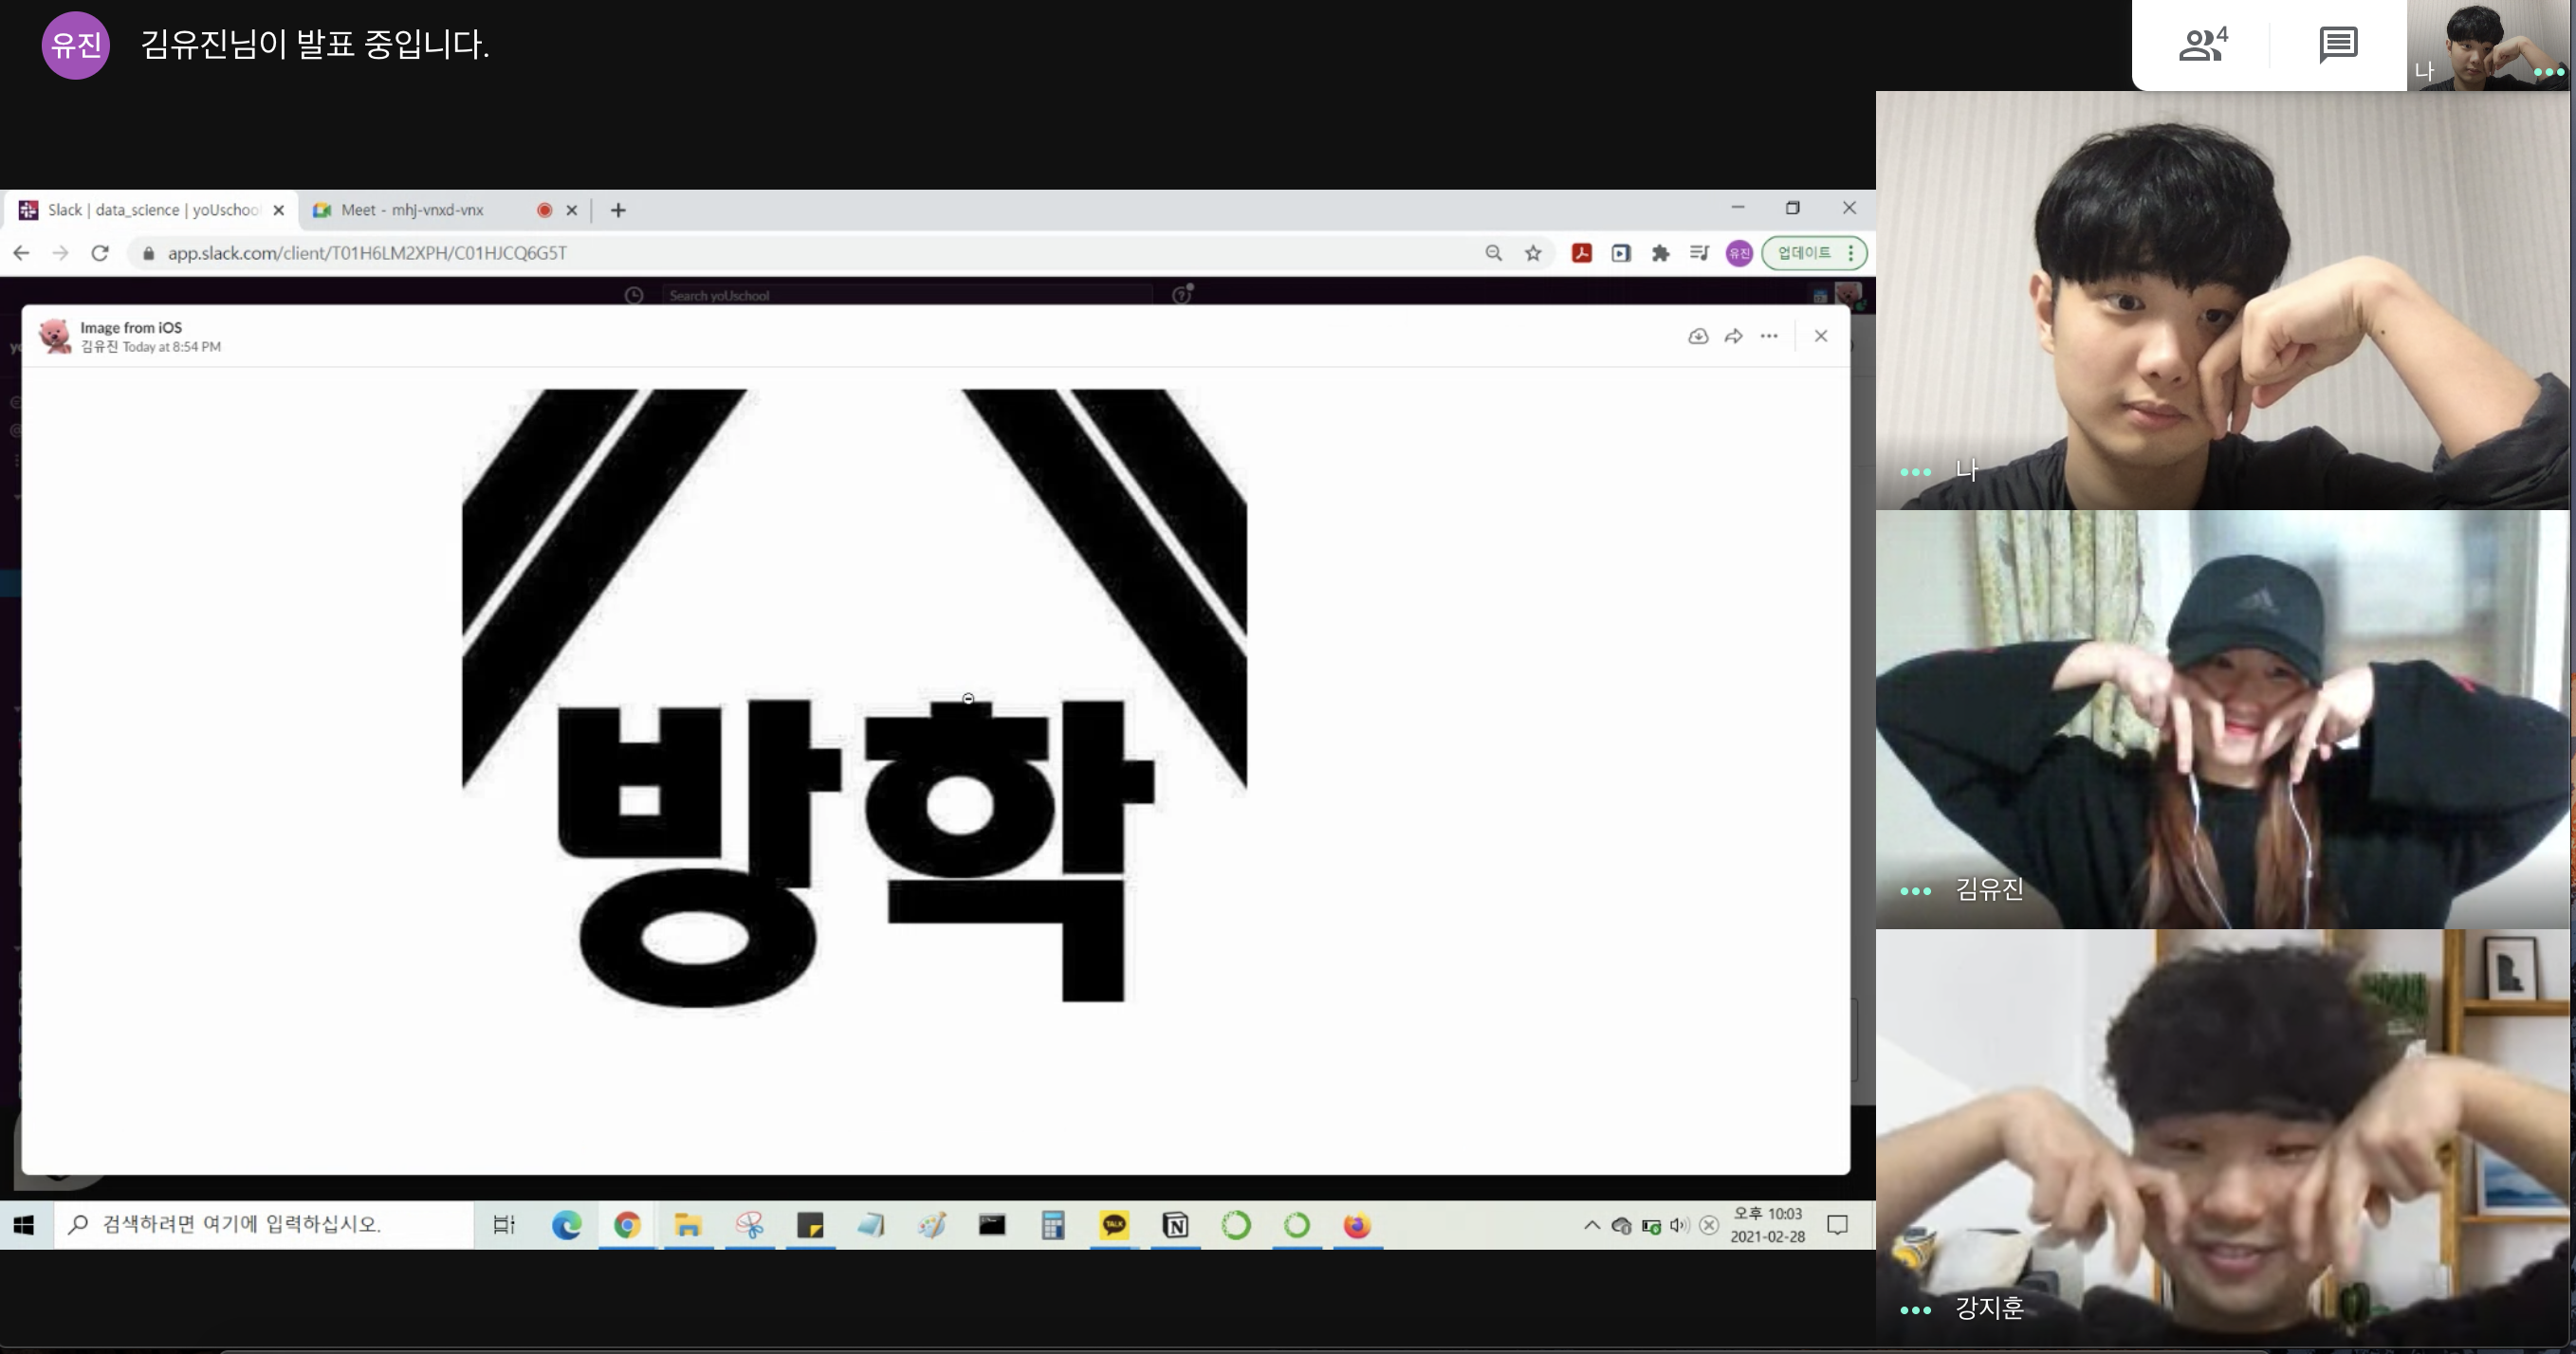 유진
김유진님이 발표 중입니다.
4
나
Slack | data_science | yoUschool
Meet - mhj-vnxd-vnx
app.slack.com/client/T01H6LM2XPH/C01HJCQ6G5T
유진
업데이트
Search yoUschool
Image from iOS
김유진 Today at 8:54 PM
방학
나
김유진
강지훈
검색하려면 여기에 입력하십시오.
TALK
N
오후 10:03
2021-02-28